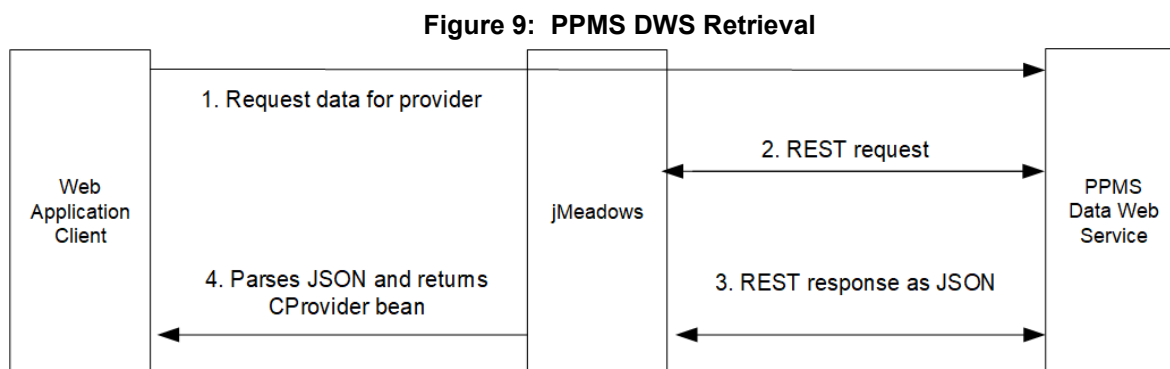 Figure 9:  PPMS DWS Retrieval
1. Request data for provider
2. REST request
Web
Application
Client
jMeadows
PPMS
Data Web
Service
4. Parses JSON and returns
CProvider bean
3. REST response as JSON